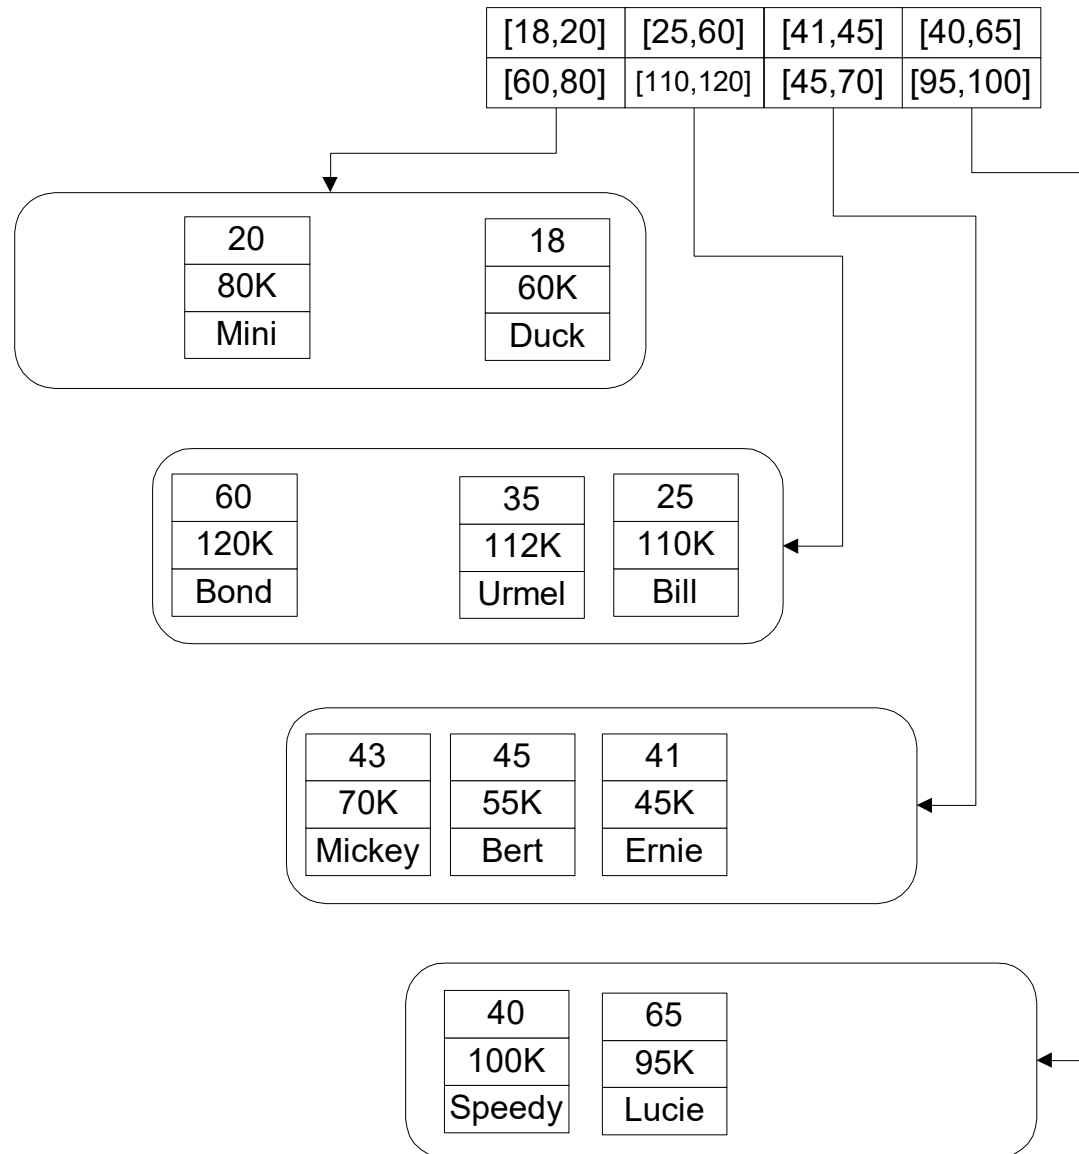 [18,20] [25,60] [41,45] [40,65]
[60,80] [110,120] [45,70] [95,100]
20 18
80K 60K
Mini Duck
60 35 25
120K 112K 110K
Bond Urmel Bill
43 45 41
70K 55K 45K
Mickey Bert Ernie
40 65
100K 95K
Speedy Lucie